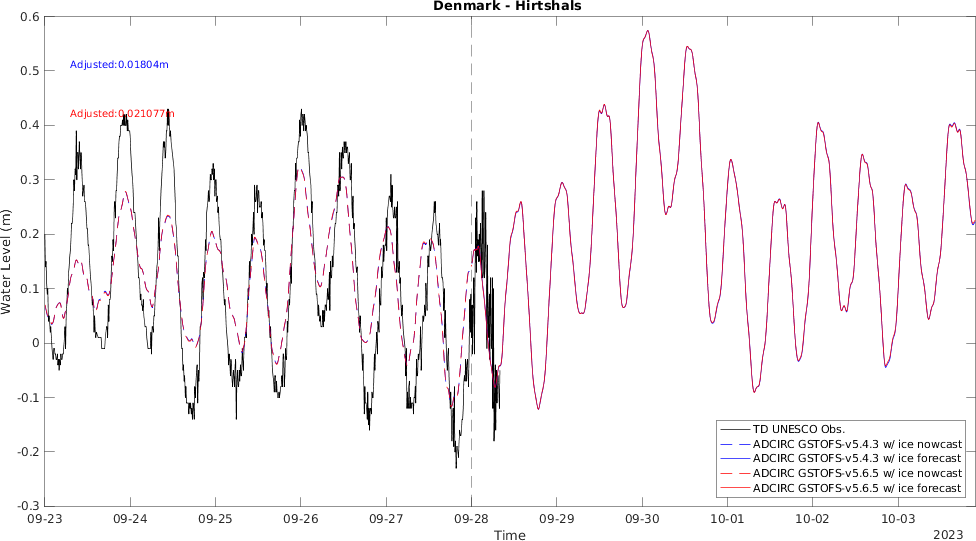 Denmark - Hirtshals
0.6
0.5
0.4
0.3
0.2
0.1
0
-0.1
-0.2
-0.3
Water Level (m)
Adjusted:0.01804m
Adjusted:0.021077m
TD UNESCO Obs.
ADCIRC GSTOFS-v5.4.3 w/ ice nowcast
ADCIRC GSTOFS-v5.4.3 w/ ice forecast
ADCIRC GSTOFS-v5.6.5 w/ ice nowcast
ADCIRC GSTOFS-v5.6.5 w/ ice forecast
09-23 09-24 09-25 09-26 09-27 09-28 09-29 09-30 10-01 10-02 10-03
Time
2023